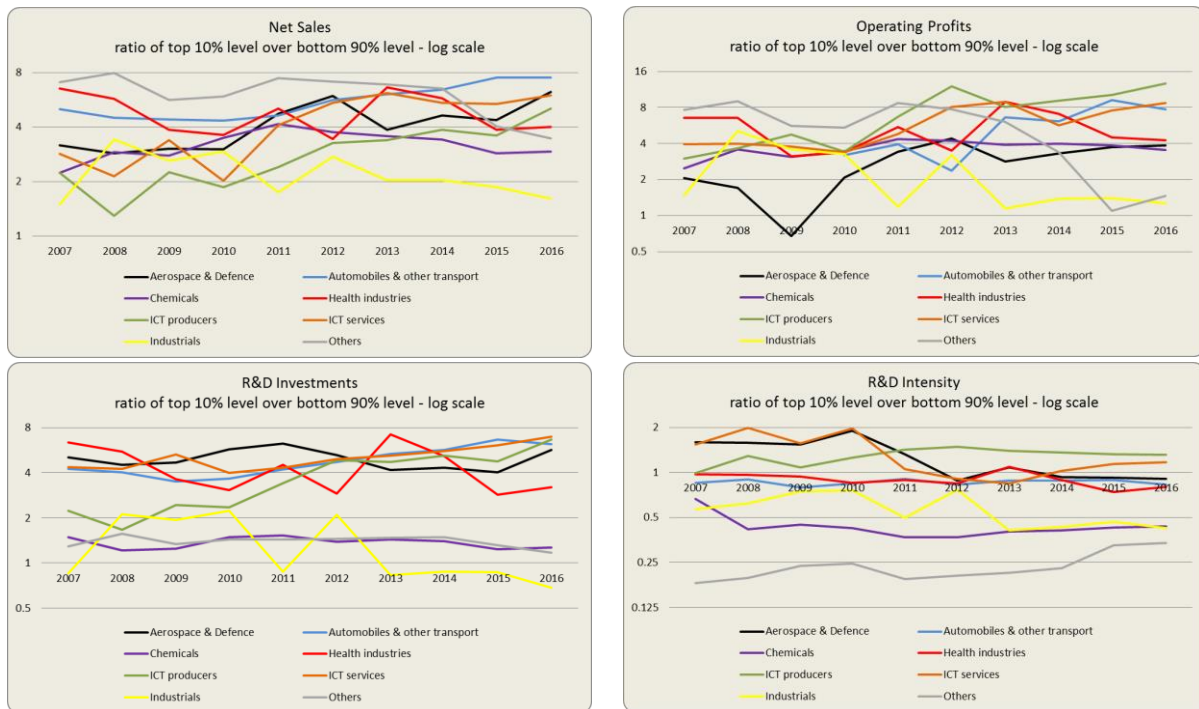 Net Sales
ratio of top 10% level over bottom 90% level - log scale
8
4
2
1
2007 2008 2009 2010 2011 2012 2013 2014 2015 2016
Aerospace & Defence Automobiles & other transport
Chemicals Health industries
ICT producers ICT services
Industrials Others
Operating Profits
ratio of top 10% level over bottom 90% level - log scale
16
8
4
2
1
0.5
2007 2008 2009 2010 2011 2012 2013 2014 2015 2016
Aerospace & Defence Automobiles & other transport
Chemicals Health industries
ICT producers ICT services
Industrials Others
R&D Investments
ratio of top 10% level over bottom 90% level - log scale
8
4
2
1
0.5
2007 2008 2009 2010 2011 2012 2013 2014 2015 2016
Aerospace & Defence Automobiles & other transport
Chemicals Health industries
ICT producers ICT services
Industrials Others
R&D Intensity
ratio of top 10% level over bottom 90% level - log scale
2
1
0.5
0.25
0.125
2007 2008 2009 2010 2011 2012 2013 2014 2015 2016
Aerospace & Defence Automobiles & other transport
Chemicals Health industries
ICT producers ICT services
Industrials Others